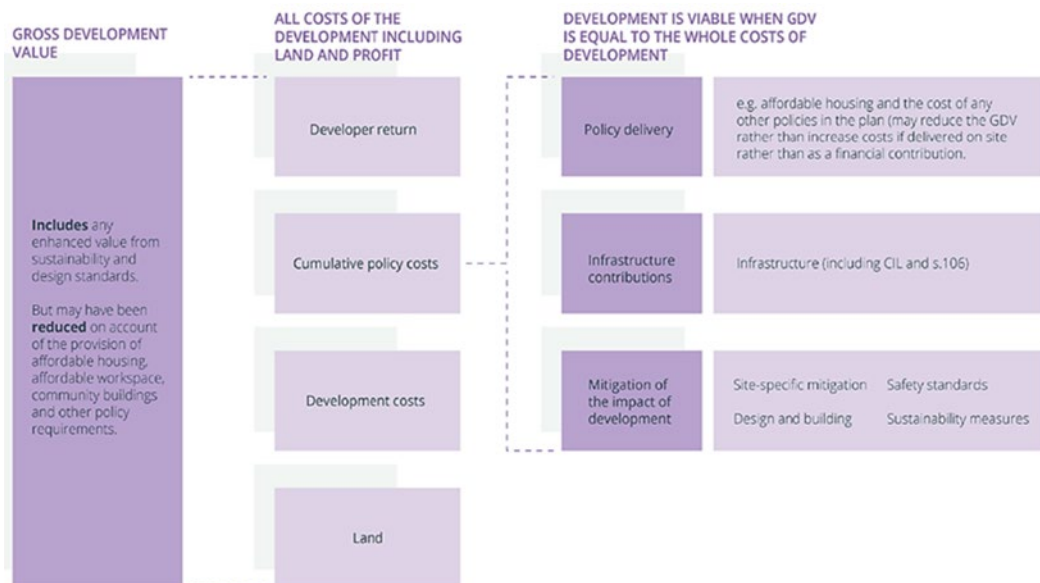 GROSS DEVELOPMENT
VALUE
Includes any
enhanced value from
sustainability and
design standards.
But may have been
reduced on account
of the provision of
affordable housing,
affordable workspace,
community buildings
and other policy
requirements.
ALL COSTS OF THE
DEVELOPMENT INCLUDING
LAND AND PROFIT
Developer return
Cumulative policy costs
Development costs
Land
DEVELOPMENT IS VIABLE WHEN GDV
IS EQUAL TO THE WHOLE COSTS OF
DEVELOPMENT
Policy delivery
e.g. affordable housing and the cost of any
other policies in the plan (may reduce the GDV
rather than increase costs if delivered on site
rather than as a financial contribution.
Infrastructure
contributions
Infrastructure (including CIL and s.106)
Mitigation of
the impact of
development
Site-specific mitigation
Safety standards
Design and building
Sustainability measures